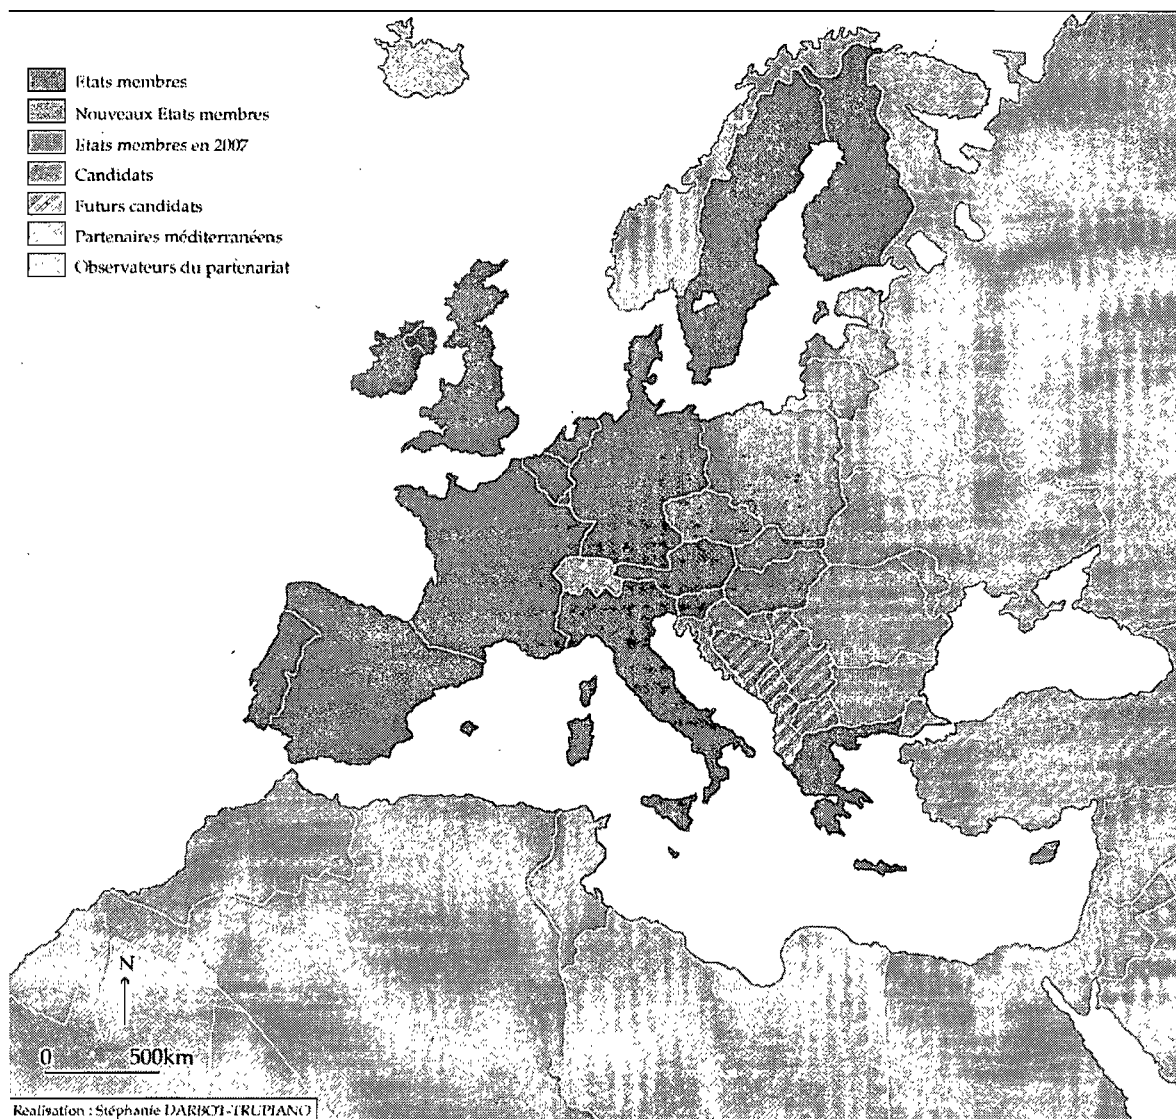 Etats membres
Nouveaux Etats membres
Etats membres en 2007
Candidats
Futurs candidats
Partenaires méditerranéens
Observateurs du partenariat
N
0 500km
Realisation : Stéphanie DARBOT-TRUPIANO